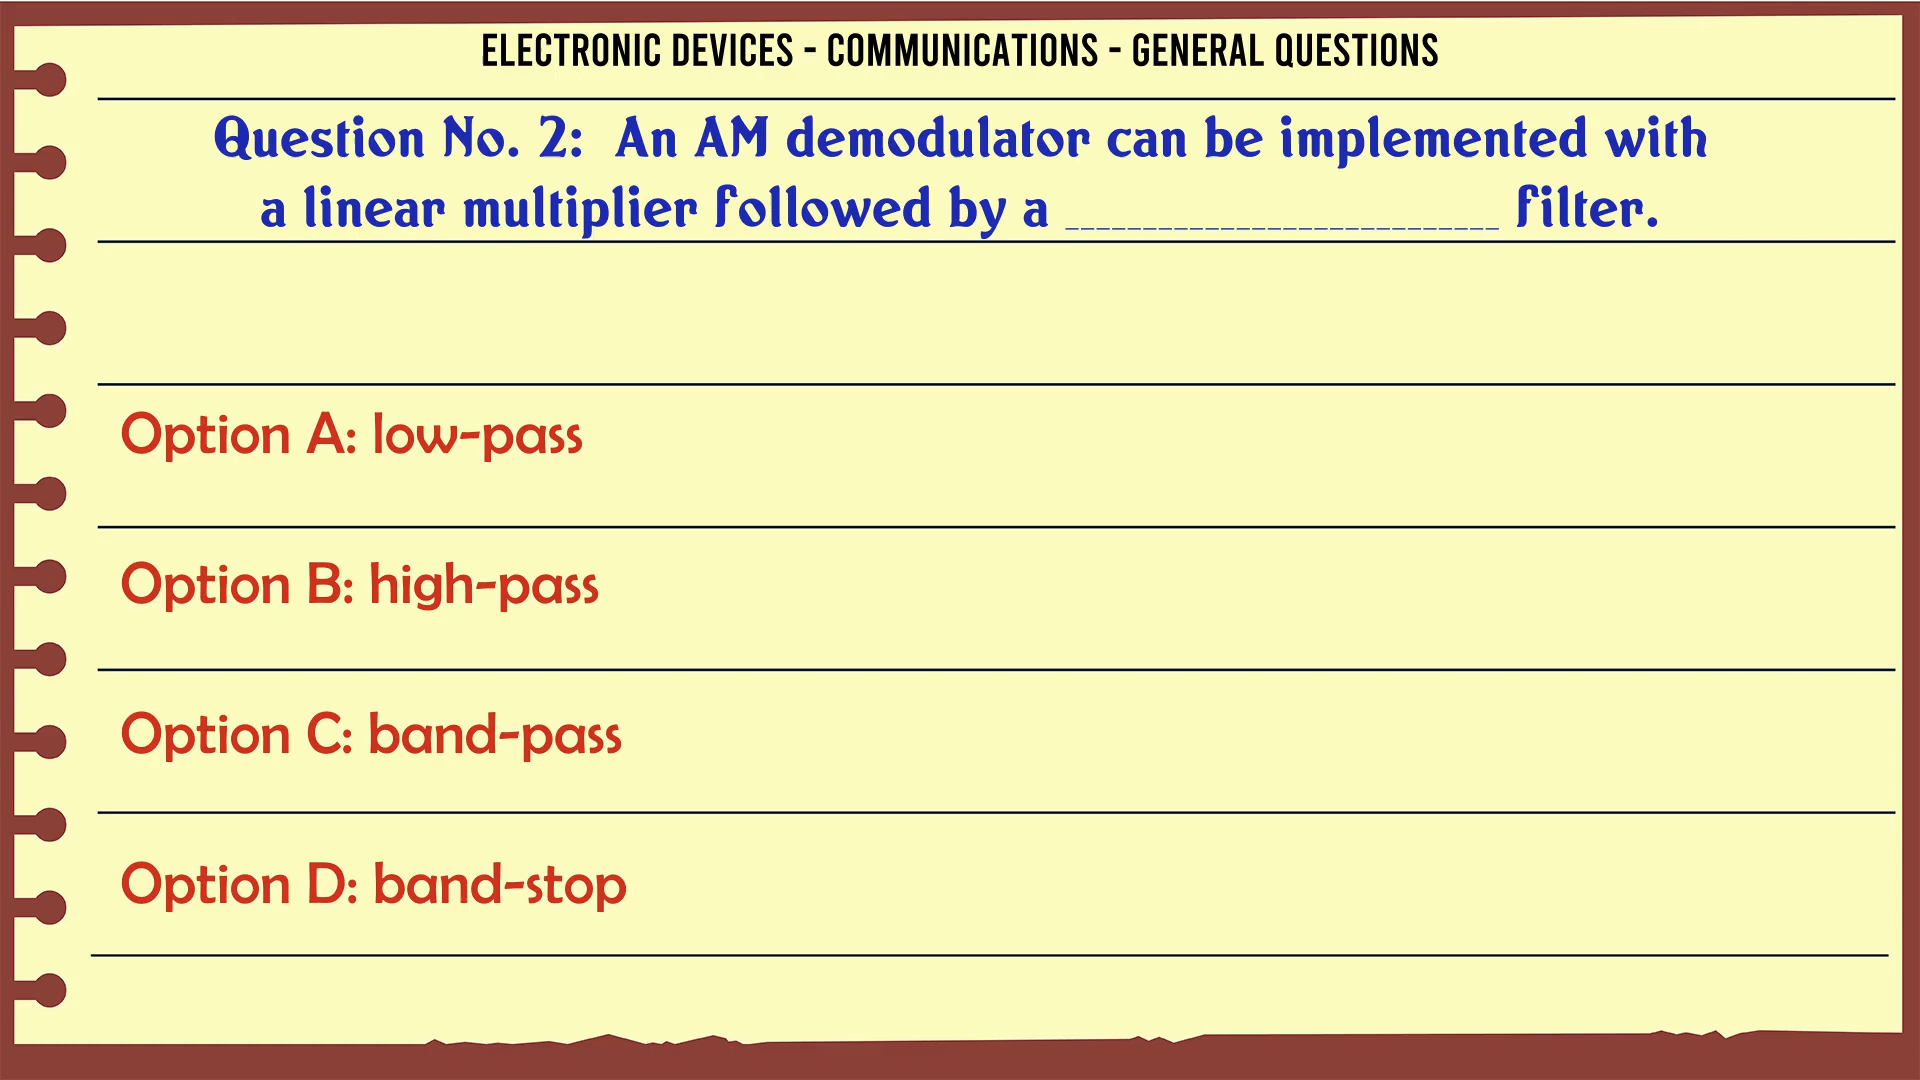 ELECTRONIC DEVICES - COMMUNICATIONS - GENERAL QUESTIONS
Question No. 2: An AM demodulator can be implemented with
a linear multiplier followed by a ____________________________ filter.
Option A: low-pass
Option B: high-pass
Option C: band-pass
Option D: band-stop